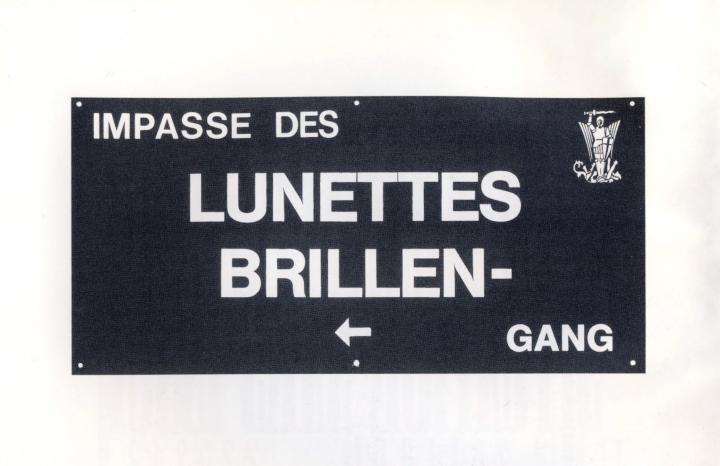 IMPASSE DES
LUNETTES
BRILLEN-
GANG